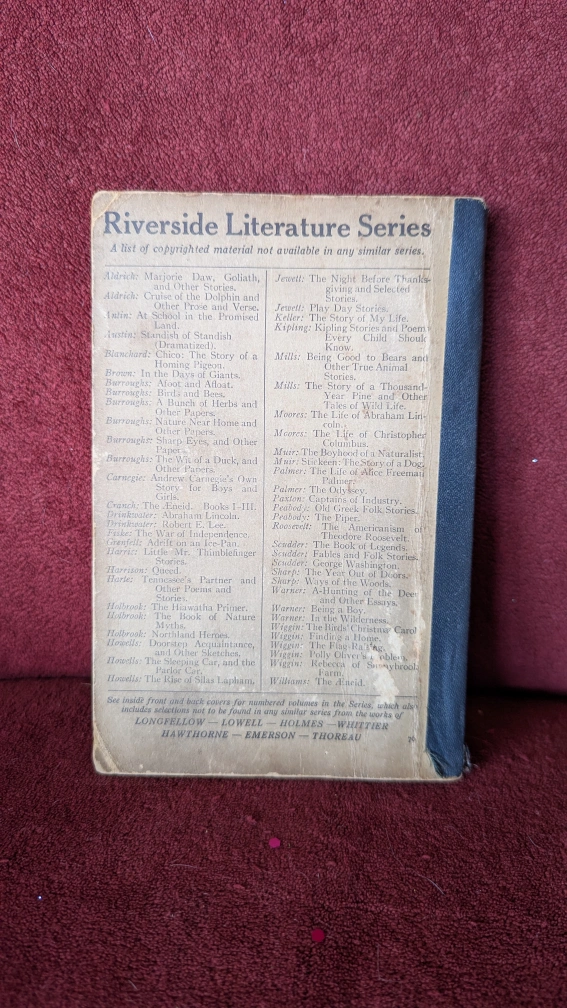 Riverside Literature Series
A list of copyrighted material not available in any similar series.
Aldrich: Marjorie Daw, Goliath,
and Other Stories.
Aldrich: Cruise of the Dolphin and
Other Prose and Verse.
Antin: At School in the Promised
Land.
Austin: Standish of Standish
(Dramatized).
Blanchard: Chico: The Story of a
Homing Pigeon.
Brown: In the Days of Giants.
Burroughs: Afoot and Afloat.
Burroughs: Birds and Bees.
Burroughs: A Bunch of Herbs and
Other Papers.
Burroughs: Nature Near Home and
Other Papers.
Burroughs: Sharp Eyes, and Other
Papers.
Burroughs: The Wit of a Duck, and
Other Papers.
Carnegie: Andrew Carnegie's Own
Story for Boys and
Girls.
Cranch: The Æneid. Books I-III.
Drinkwater: Abraham Lincoln.
Drinkwater: Robert E. Lee.
Fiske: The War of Independence.
Grenfell: Adrift on an Ice-Pan.
Harris: Little Mr. Thimblefinger
Stories.
Harrison: Queed.
Harte: Tennessee's Partner and
Other Poems and
Stories.
Holbrook: The Hiawatha Primer.
Holbrook: The Book of Nature
Myths.
Holbrook: Northland Heroes.
Howells: Doorstep Acquaintance,
and Other Sketches.
Howells: The Sleeping Car, and the
Parlor Car.
Howells: The Rise of Silas Lapham.
Jewett: The Night Before Thanks-
giving and Selected
Stories.
Jewett: Play Day Stories.
Keller: The Story of My Life.
Kipling: Kipling Stories and Poems
Every Child Should
Know.
Mills: Being Good to Bears and
Other True Animal
Stories.
Mills: The Story of a Thousand-
Year Pine and Other
Tales of Wild Life.
Moores: The Life of Abraham Lin-
coln.
Moores: The Life of Christopher
Columbus.
Muir: The Boyhood of a Naturalist.
Muir: Stickeen: The Story of a Dog.
Palmer: The Life of Alice Freeman
Palmer.
Palmer: The Odyssey.
Paxton: Captains of Industry.
Peabody: Old Greek Folk Stories.
Peabody: The Piper.
Roosevelt: The Americanism of
Theodore Roosevelt.
Scudder: The Book of Legends.
Scudder: Fables and Folk Stories.
Scudder: George Washington.
Sharp: The Year Out of Doors.
Sharp: Ways of the Woods.
Warner: A-Hunting of the Deer
and Other Essays.
Warner: Being a Boy.
Warner: In the Wilderness.
Wiggin: The Birds' Christmas Carol
Wiggin: Finding a Home.
Wiggin: The Flag-Raising.
Wiggin: Polly Oliver's
Wiggin: Rebecca of Sunnybrook
Farm.
Williams: The Æneid.
See inside front and back covers for numbered volumes in the Series, which also
includes selections not to be found in any similar series from the works of
LONGFELLOW — LOWELL — HOLMES — WHITTIER
HAWTHORNE — EMERSON — THOREAU